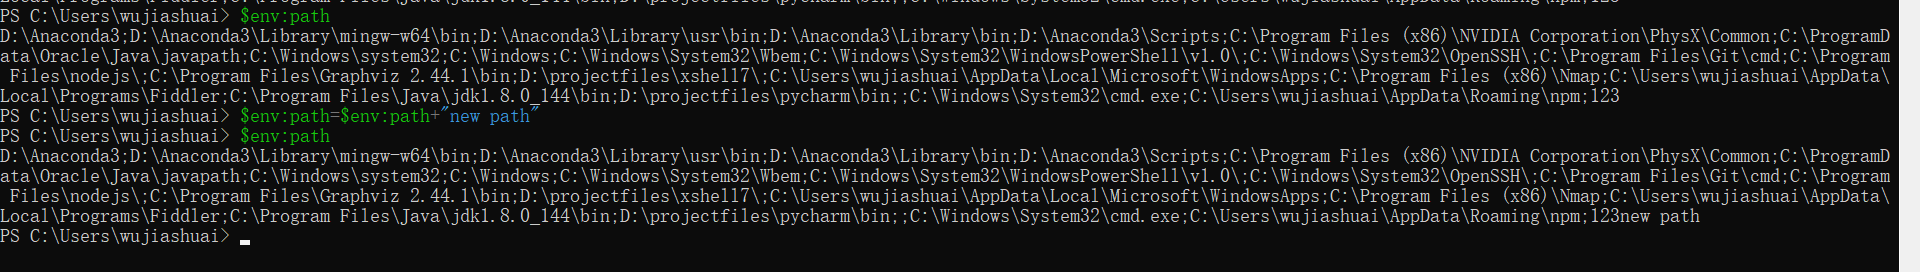 PS C:\Users\wujiashuai> $env:path
D:\Anaconda3;D:\Anaconda3\Library\mingw-w64\bin;D:\Anaconda3\Library\usr\bin;D:\Anaconda3\Library\bin;D:\Anaconda3\Scripts;C:\Program Files (x86)\NVIDIA Corporation\PhysX\Common;C:\ProgramD
ata\Oracle\Java\javapath;C:\Windows\system32;C:\Windows;C:\Windows\System32\Wbem;C:\Windows\System32\WindowsPowerShell\v1.0\;C:\Windows\System32\OpenSSH\;C:\Program Files\Git\cmd;C:\Program
Files\nodejs\;C:\Program Files\Graphviz 2.44.1\bin;D:\projectfiles\xshell7\;C:\Users\wujiashuai\AppData\Local\Microsoft\WindowsApps;C:\Program Files (x86)\Nmap;C:\Users\wujiashuai\AppData\
Local\Programs\Fiddler;C:\Program Files\Java\jdk1.8.0_144\bin;D:\projectfiles\pycharm\bin;;C:\Windows\System32\cmd.exe;C:\Users\wujiashuai\AppData\Roaming\npm;123
PS C:\Users\wujiashuai> $env:path=$env:path+"new path"
PS C:\Users\wujiashuai> $env:path
D:\Anaconda3;D:\Anaconda3\Library\mingw-w64\bin;D:\Anaconda3\Library\usr\bin;D:\Anaconda3\Library\bin;D:\Anaconda3\Scripts;C:\Program Files (x86)\NVIDIA Corporation\PhysX\Common;C:\ProgramD
ata\Oracle\Java\javapath;C:\Windows\system32;C:\Windows;C:\Windows\System32\Wbem;C:\Windows\System32\WindowsPowerShell\v1.0\;C:\Windows\System32\OpenSSH\;C:\Program Files\Git\cmd;C:\Program
Files\nodejs\;C:\Program Files\Graphviz 2.44.1\bin;D:\projectfiles\xshell7\;C:\Users\wujiashuai\AppData\Local\Microsoft\WindowsApps;C:\Program Files (x86)\Nmap;C:\Users\wujiashuai\AppData\
Local\Programs\Fiddler;C:\Program Files\Java\jdk1.8.0_144\bin;D:\projectfiles\pycharm\bin;;C:\Windows\System32\cmd.exe;C:\Users\wujiashuai\AppData\Roaming\npm;123new path
PS C:\Users\wujiashuai>